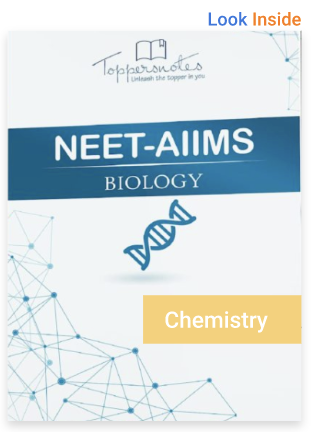 Look Inside
Toppersnotes
Unleash the topper in you
NEET-AIIMS
BIOLOGY
Chemistry